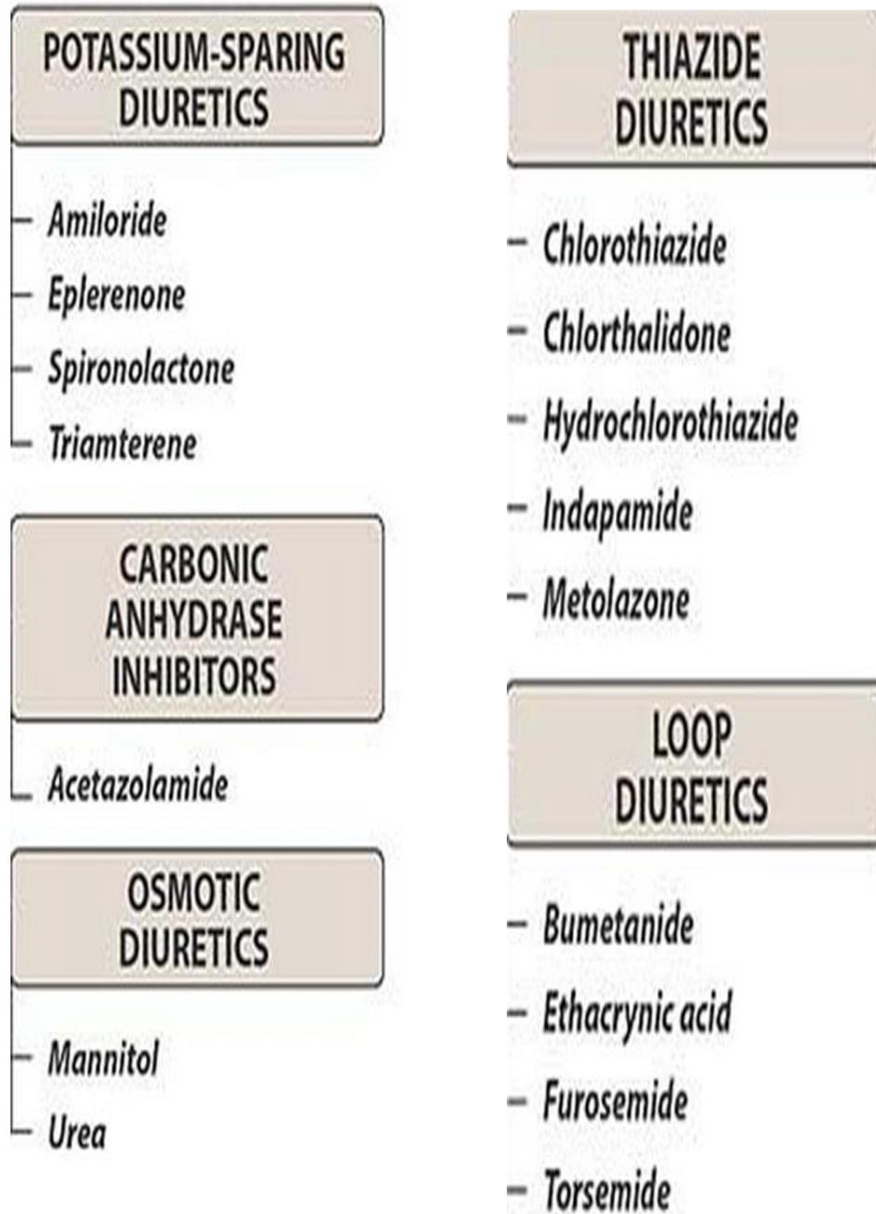 POTASSIUM-SPARING
DIURETICS
Amiloride
Eplerenone
Spironolactone
Triamterene
CARBONIC
ANHYDRASE
INHIBITORS
Acetazolamide
OSMOTIC
DIURETICS
Mannitol
Urea
THIAZIDE
DIURETICS
Chlorothiazide
Chlorthalidone
Hydrochlorothiazide
Indapamide
Metolazone
LOOP
DIURETICS
Bumetanide
Ethacrynic acid
Furosemide
Torsemide